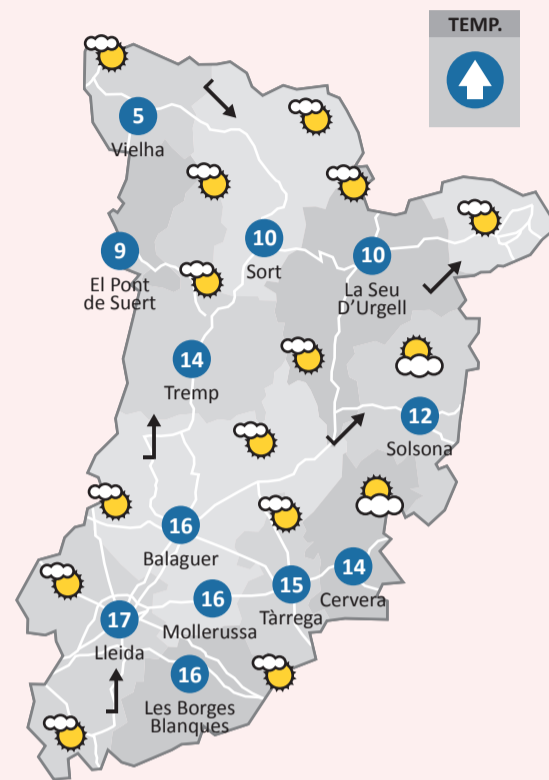 TEMP.
5
Vielha
9
El Pont
de Suert
10
Sort
10
La Seu
D'Urgell
14
Tremp
12
Solsona
16
Balaguer
14
Cervera
15
Tàrrega
16
Mollerussa
17
Lleida
16
Les Borges
Blanques